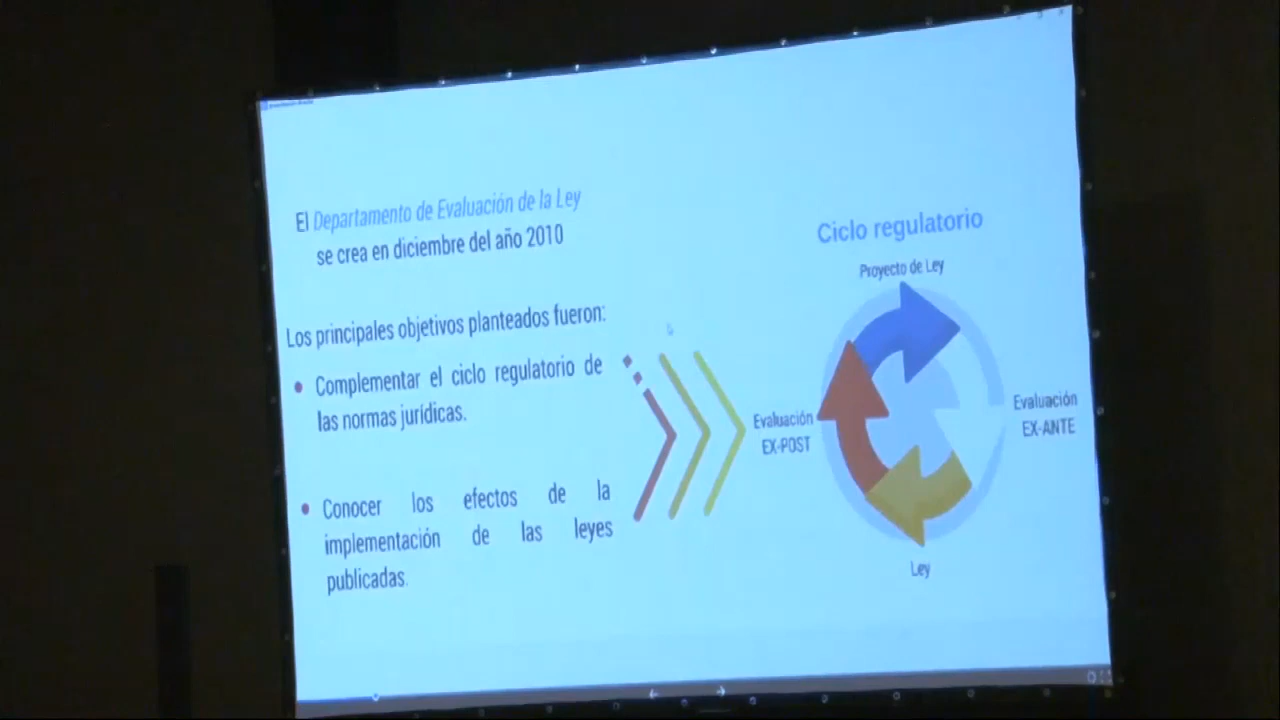 El Departamento de Evaluación de la Ley
se crea en diciembre del año 2010
Los principales objetivos planteados fueron:
• Complementar el ciclo regulatorio de
las normas jurídicas.
• Conocer los efectos de la
implementación de las leyes
publicadas.
Ciclo regulatorio
Proyecto de Ley
Evaluación
EX-ANTE
Evaluación
EX-POST
Ley